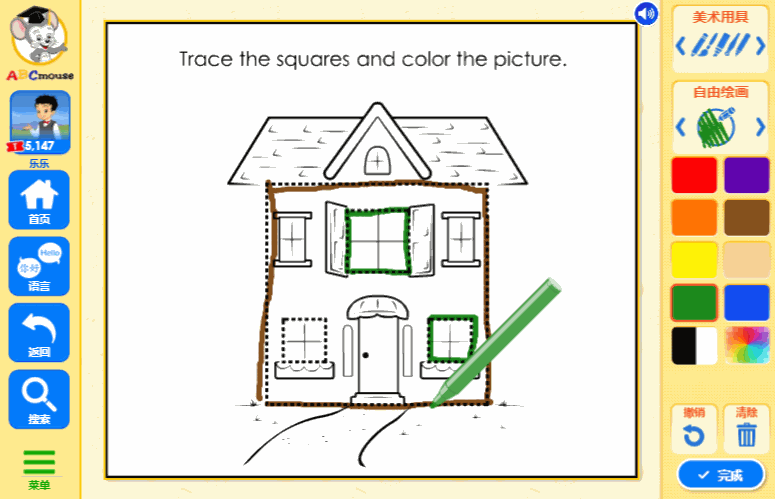 ABCmouse
5,147
乐乐
首页
Hello
你好
语言
返回
搜索
菜单
Trace the squares and color the picture.
美术用具
自由绘画
撤销
清除
完成